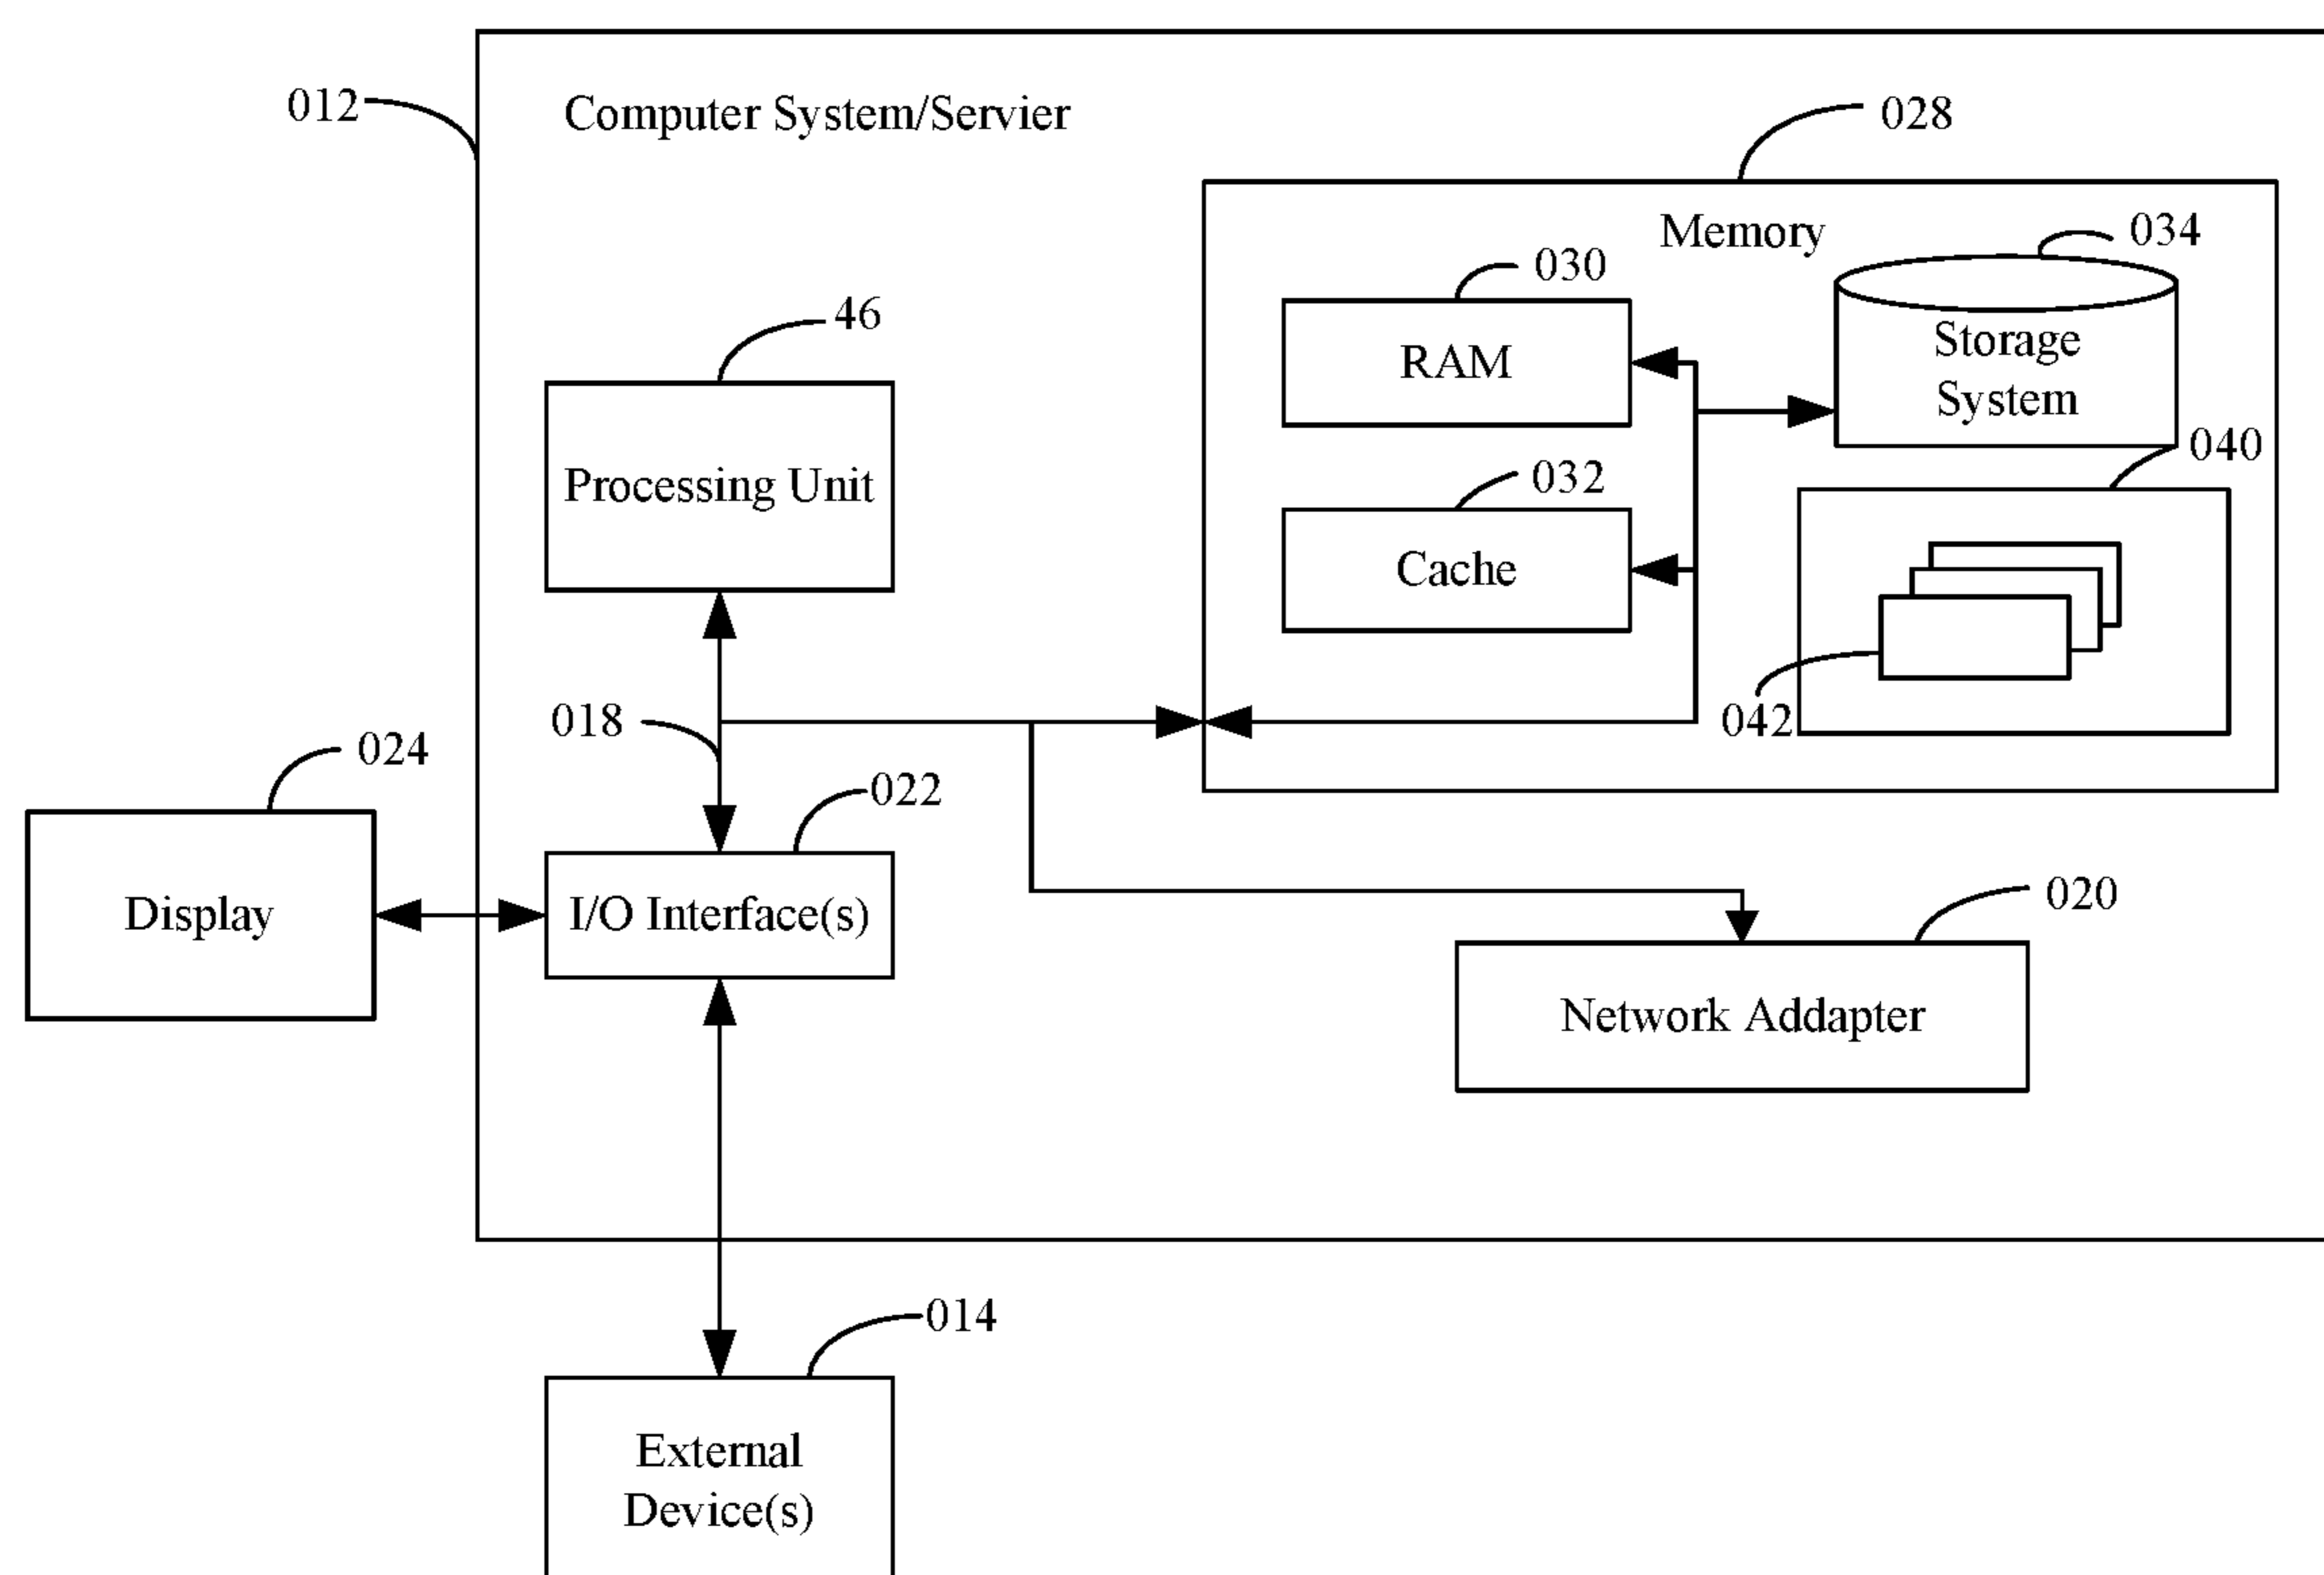 012
Computer System/Servier
028
Memory
034
030
RAM
Storage
System
46
Processing Unit
040
032
Cache
018
042
024
022
Display
I/O Interface(s)
020
Network Addapter
014
External
Device(s)